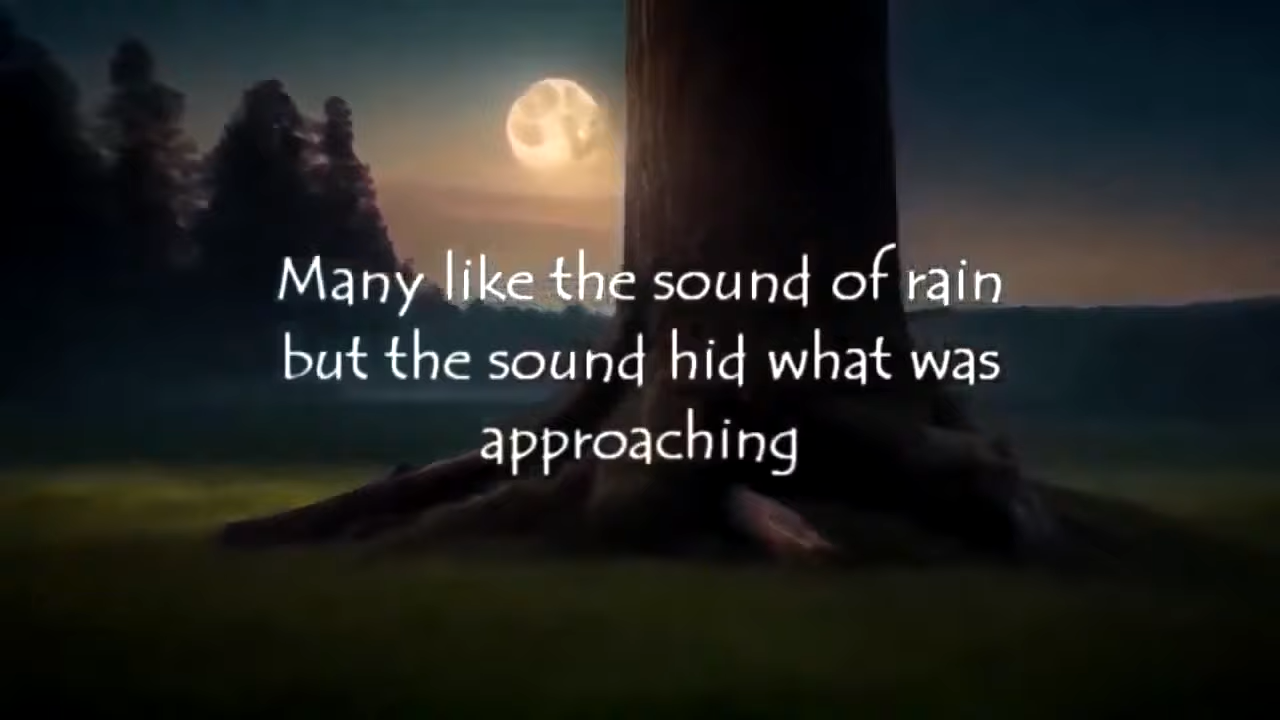 Many like the sound of rain
but the sound hid what was
approaching